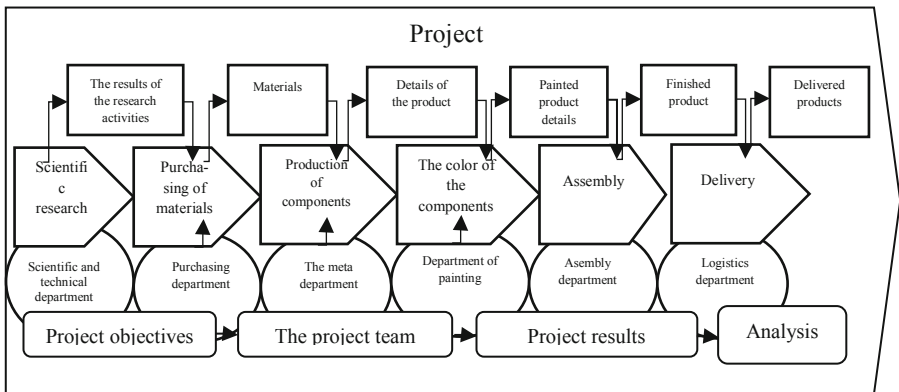 Project
The results of
the research
activities
Materials
Details of
the product
Painted
product
details
Finished
product
Delivered
products
Scientifi
c
research
Purcha-
sing of
materials
Production
of
components
The color of
the
components
Assembly
Delivery
Scientific and
technical
department
Purchasing
department
The meta
department
Department of
painting
Asembly
department
Logistics
department
Project objectives
The project team
Project results
Analysis